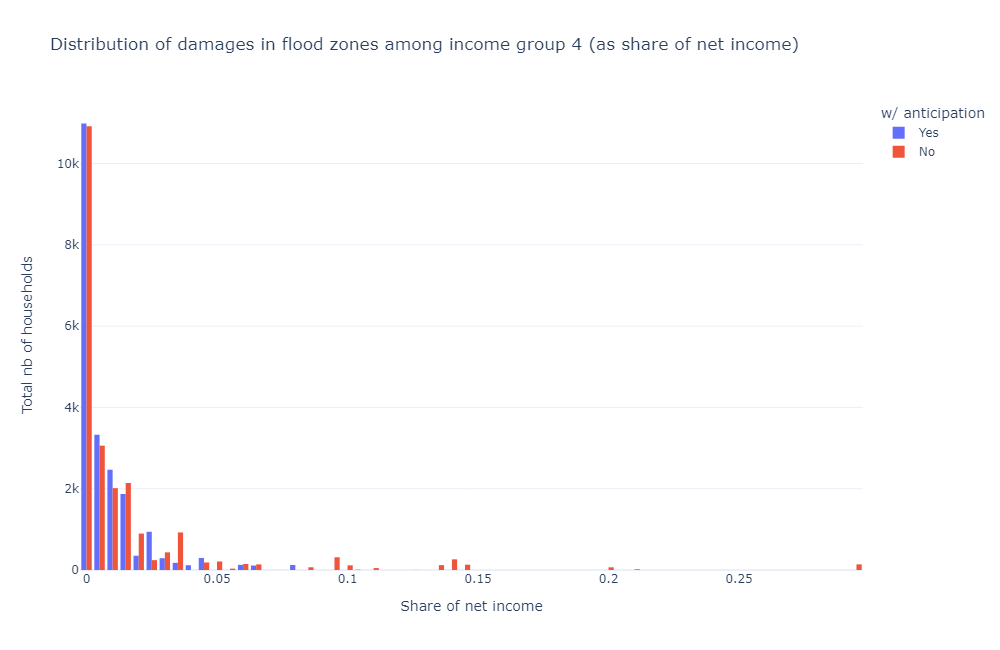 Distribution of damages in flood zones among income group 4 (as share of net income)
w/ anticipation
Yes
No
10k
8k
6k
4k
2k
0
Total nb of households
0 0.05 0.1 0.15 0.2 0.25
Share of net income